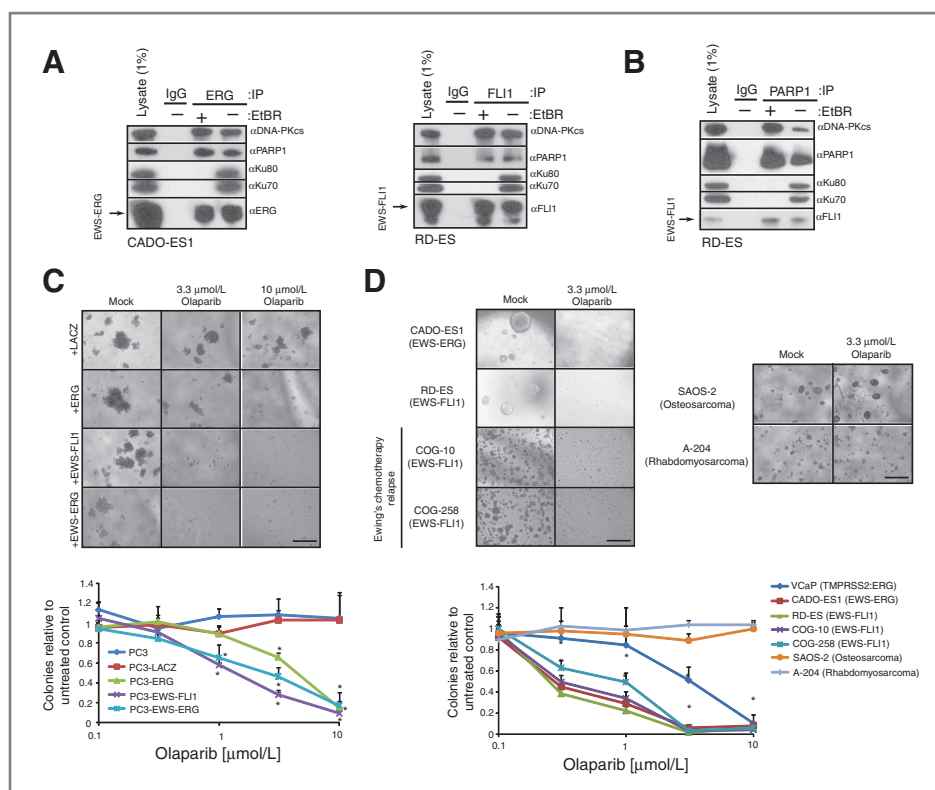 A
Lysate (1%)
IgG
ERG
:IP
−
+
−
:EtBR
αDNA-PKcs
αPARP1
αKu80
αKu70
αERG
EWS-ERG
CADO-ES1
Lysate (1%)
IgG
FLI1
:IP
−
+
−
:EtBR
αDNA-PKcs
αPARP1
αKu80
αKu70
αFLI1
EWS-FLI1
RD-ES
B
Lysate (1%)
IgG
PARP1
:IP
−
+
−
:EtBR
αDNA-PKcs
αPARP1
αKu80
αKu70
αFLI1
EWS-FLI1
RD-ES
C
Mock
3.3 μmol/L
Olaparib
10 μmol/L
Olaparib
+LACZ
+ERG
+EWS-FLI1
+EWS-ERG
D
Mock
3.3 μmol/L
Olaparib
CADO-ES1
(EWS-ERG)
RD-ES
(EWS-FLI1)
COG-10
(EWS-FLI1)
COG-258
(EWS-FLI1)
Ewing's chemotherapy
relapse
Mock
3.3 μmol/L
Olaparib
SAOS-2
(Osteosarcoma)
A-204
(Rhabdomyosarcoma)
Colonies relative to
untreated control
1.4
1.2
1
0.8
0.6
0.4
0.2
0
0.1
1
10
Olaparib [μmol/L]
PC3
PC3-LACZ
PC3-ERG
PC3-EWS-FLI1
PC3-EWS-ERG
* * * * * * * *
Colonies relative to
untreated control
1.4
1.2
1
0.8
0.6
0.4
0.2
0
0.1
1
10
Olaparib [μmol/L]
* * *
VCaP (TMPRSS2:ERG)
CADO-ES1 (EWS-ERG)
RD-ES (EWS-FLI1)
COG-10 (EWS-FLI1)
COG-258 (EWS-FLI1)
SAOS-2 (Osteosarcoma)
A-204 (Rhabdomyosarcoma)